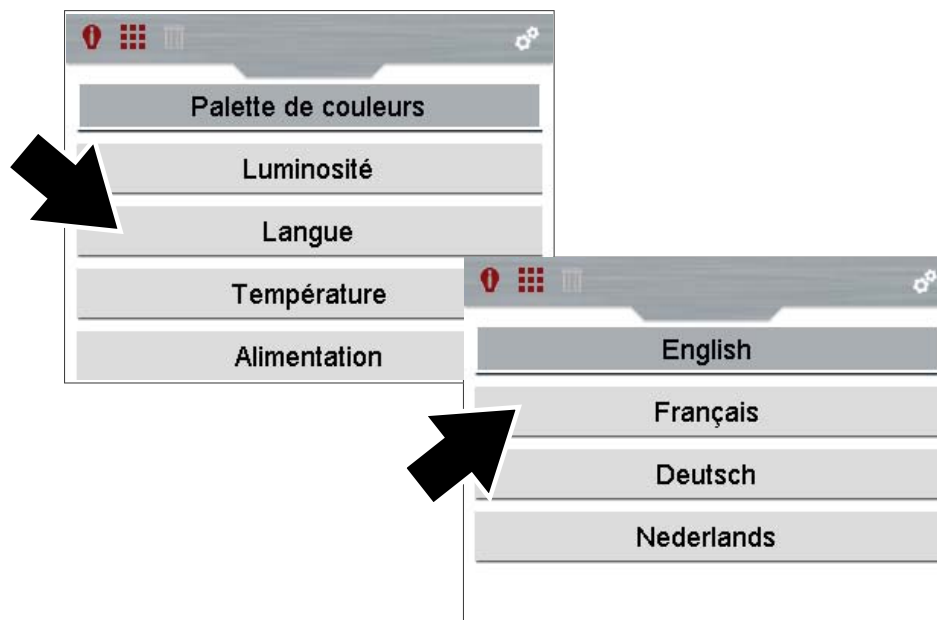 Palette de couleurs
Luminosité
Langue
Température
Alimentation
English
Français
Deutsch
Nederlands